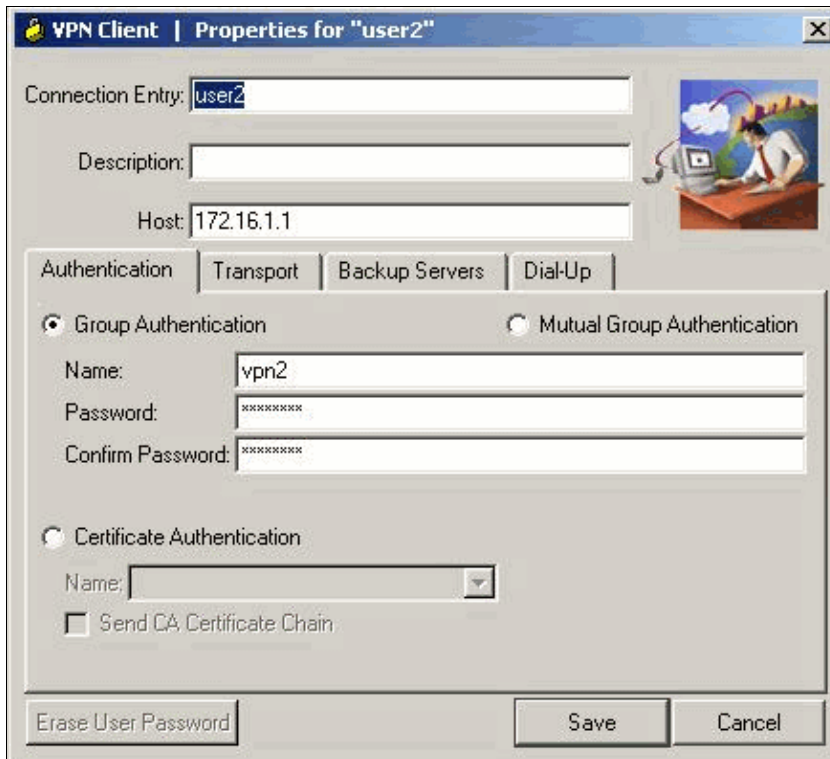 VPN Client | Properties for "user2"
Connection Entry: user2
Description:
Host: 172.16.1.1
Authentication Transport Backup Servers Dial-Up
Group Authentication Mutual Group Authentication
Name: vpn2
Password: ********
Confirm Password: ********
Certificate Authentication
Name:
Send CA Certificate Chain
Erase User Password Save Cancel